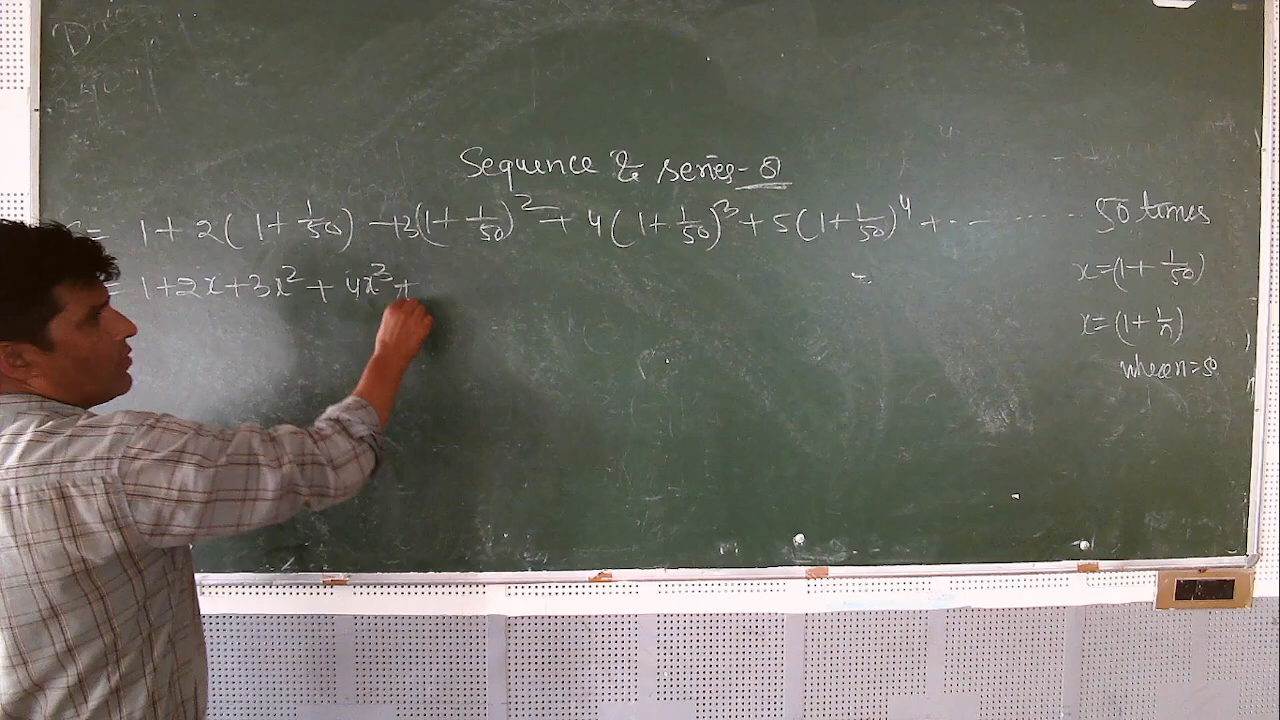 Sequence & series-8
= 1 + 2(1 + 1/50) + 3(1 + 1/50)² + 4(1 + 1/50)³ + 5(1 + 1/50)⁴ + ........ 50 times
= 1+2x+3x²+ 4x³+
x=(1+ 1/50)
x=(1+ 1/n)
when n=50